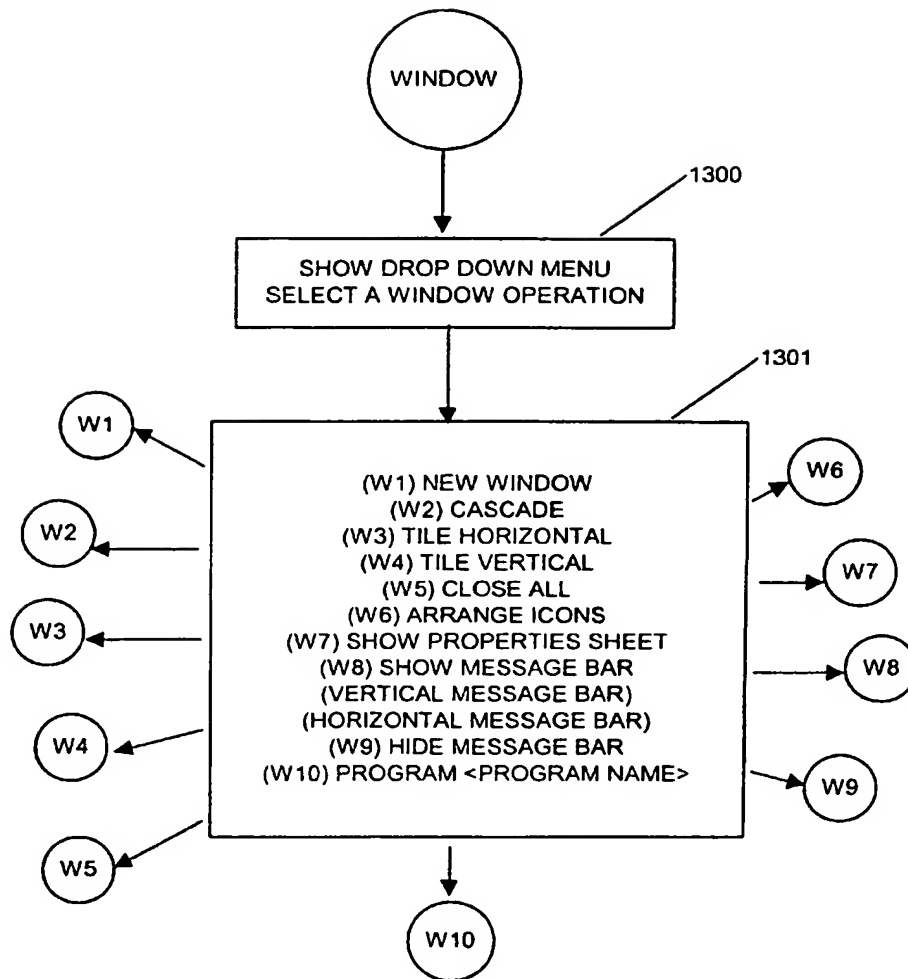 WINDOW
1300
SHOW DROP DOWN MENU
SELECT A WINDOW OPERATION
1301
W1
W2
W3
W4
W5
(W1) NEW WINDOW
(W2) CASCADE
(W3) TILE HORIZONTAL
(W4) TILE VERTICAL
(W5) CLOSE ALL
(W6) ARRANGE ICONS
(W7) SHOW PROPERTIES SHEET
(W8) SHOW MESSAGE BAR
(VERTICAL MESSAGE BAR)
(HORIZONTAL MESSAGE BAR)
(W9) HIDE MESSAGE BAR
(W10) PROGRAM <PROGRAM NAME>
W6
W7
W8
W9
W10